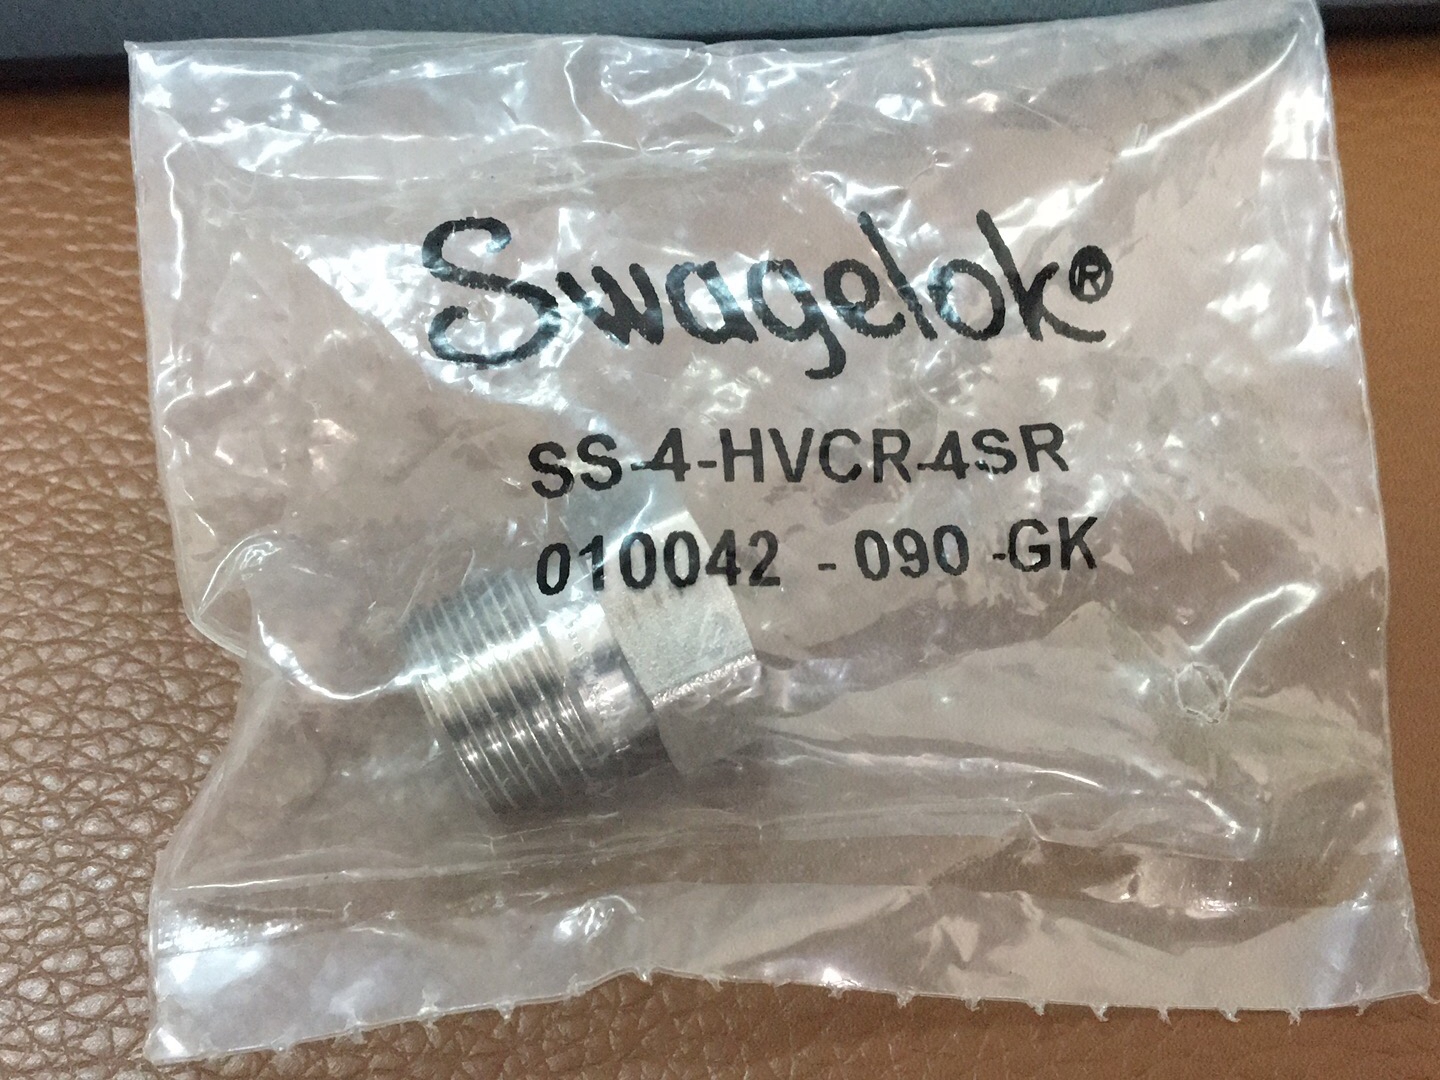 Swagelok®
SS-4-HVCR-4SR
010042 - 090 -GK